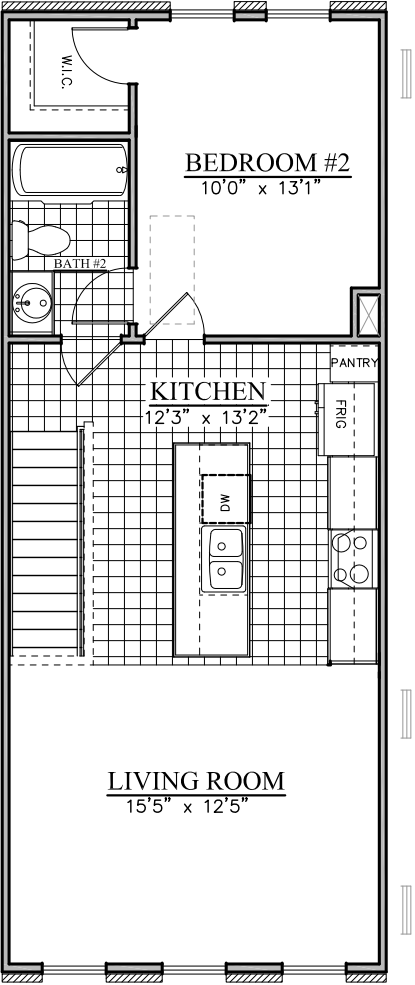 W.I.C.
BEDROOM #2
10'0" x 13'1"
BATH #2
PANTRY
KITCHEN
12'3" x 13'2"
FRIG
DW
LIVING ROOM
15'5" x 12'5"